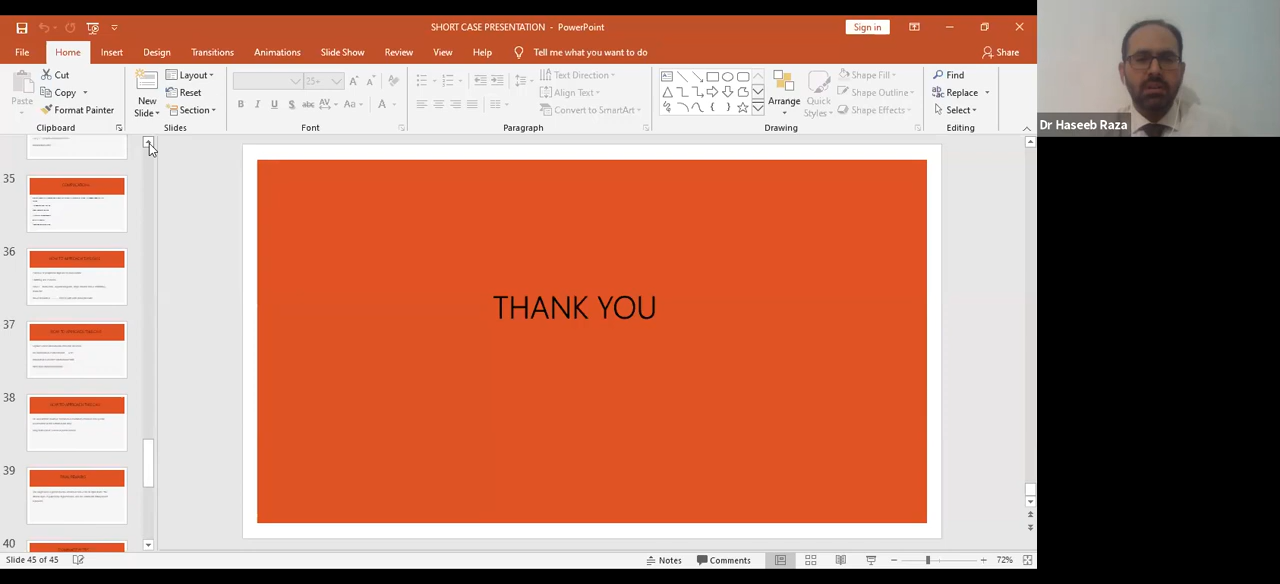 SHORT CASE PRESENTATION - PowerPoint
Sign in
File Home Insert Design Transitions Animations Slide Show Review View Help Tell me what you want to do Share
Paste
Cut
Copy
Format Painter
Clipboard
New Slide
Layout
Reset
Section
Slides
25+
B I U S abc AV Aa A
Font
Text Direction
Align Text
Convert to SmartArt
Paragraph
Arrange
Quick Styles
Shape Fill
Shape Outline
Shape Effects
Drawing
Find
Replace
Select
Editing
Dr Haseeb Raza
35
36
37
38
39
40
THANK YOU
Slide 45 of 45
Notes
Comments
72%